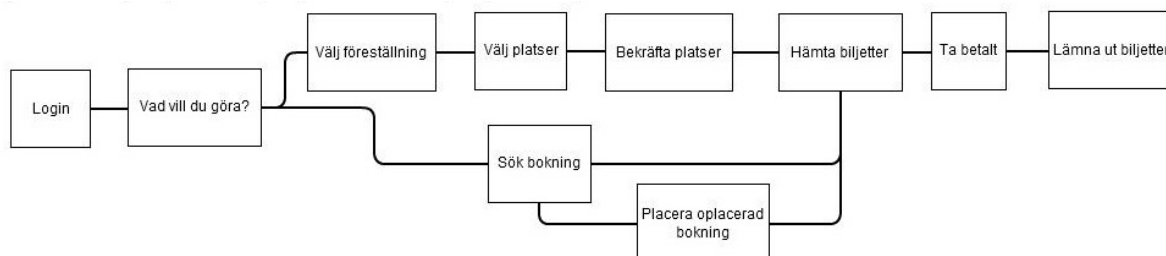 Login
Vad vill du göra?
Välj föreställning
Välj platser
Bekräfta platser
Hämta biljetter
Ta betalt
Lämna ut biljetter
Sök bokning
Placera oplacerad
bokning